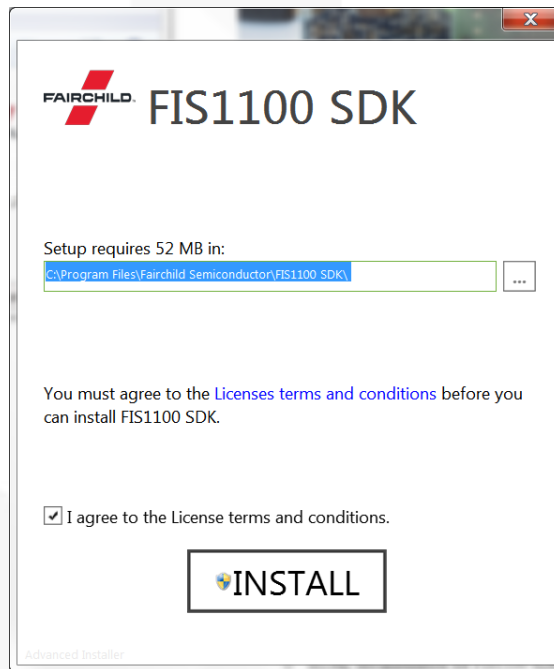 FAIRCHILD
FIS1100 SDK
Setup requires 52 MB in:
C:\Program Files\Fairchild Semiconductor\FIS1100 SDK\
...
You must agree to the Licenses terms and conditions before you
can install FIS1100 SDK.
I agree to the License terms and conditions.
INSTALL
Advanced Installer